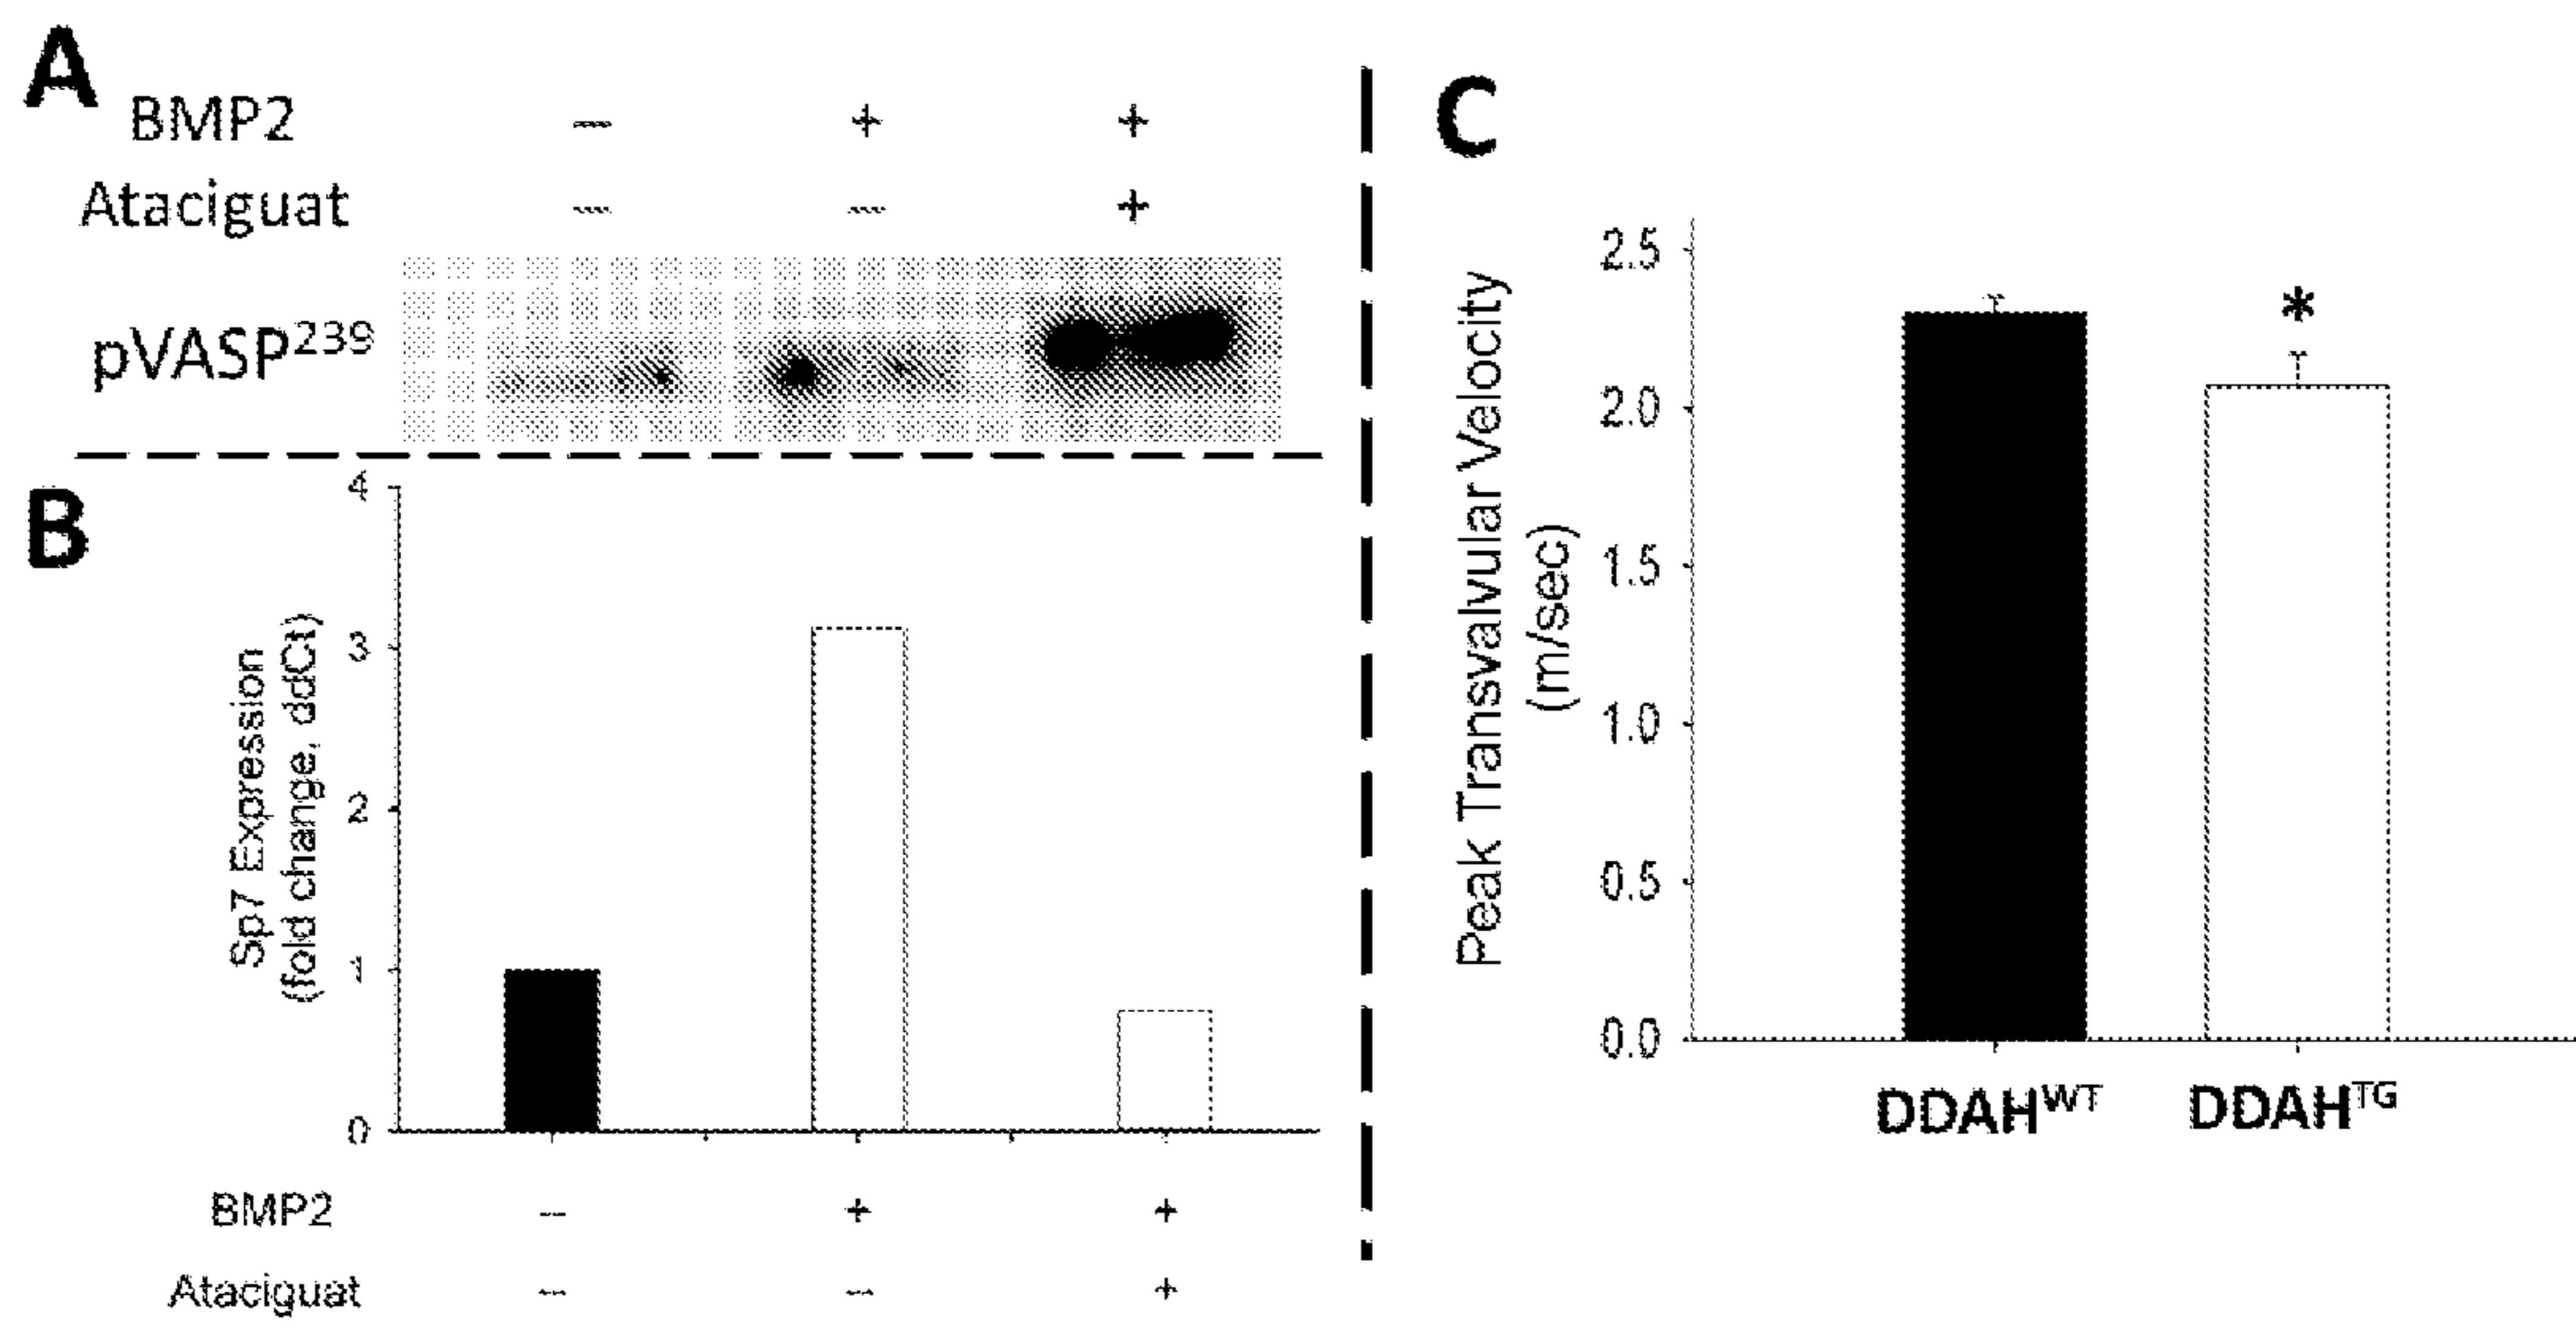 A
BMP2 – + +
Ataciguat – – +
pVASP239
B
Sp7 Expression
(fold change, ddCt)
4
3
2
1
0
BMP2 – + +
Ataciguat – – +
C
Peak Transvalvular Velocity
(m/sec)
2.5
2.0
1.5
1.0
0.5
0.0
*
DDAHWT DDAHTG